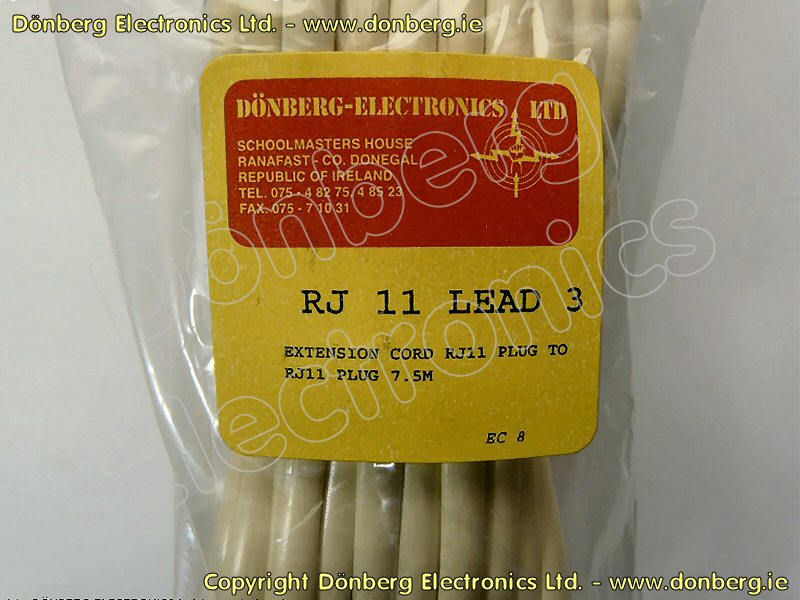 Dönberg Electronics Ltd. - www.donberg.ie
DÖNBERG-ELECTRONICS LTD
SCHOOLMASTERS HOUSE
RANAFAST - CO. DONEGAL
REPUBLIC OF IRELAND
TEL. 075 - 4 82 75, 4 85 23
FAX. 075 - 7 10 31
RJ 11 LEAD 3
EXTENSION CORD RJ11 PLUG TO
RJ11 PLUG 7.5M
EC 8
Dönberg
Electronics
Copyright Dönberg Electronics Ltd. - www.donberg.ie